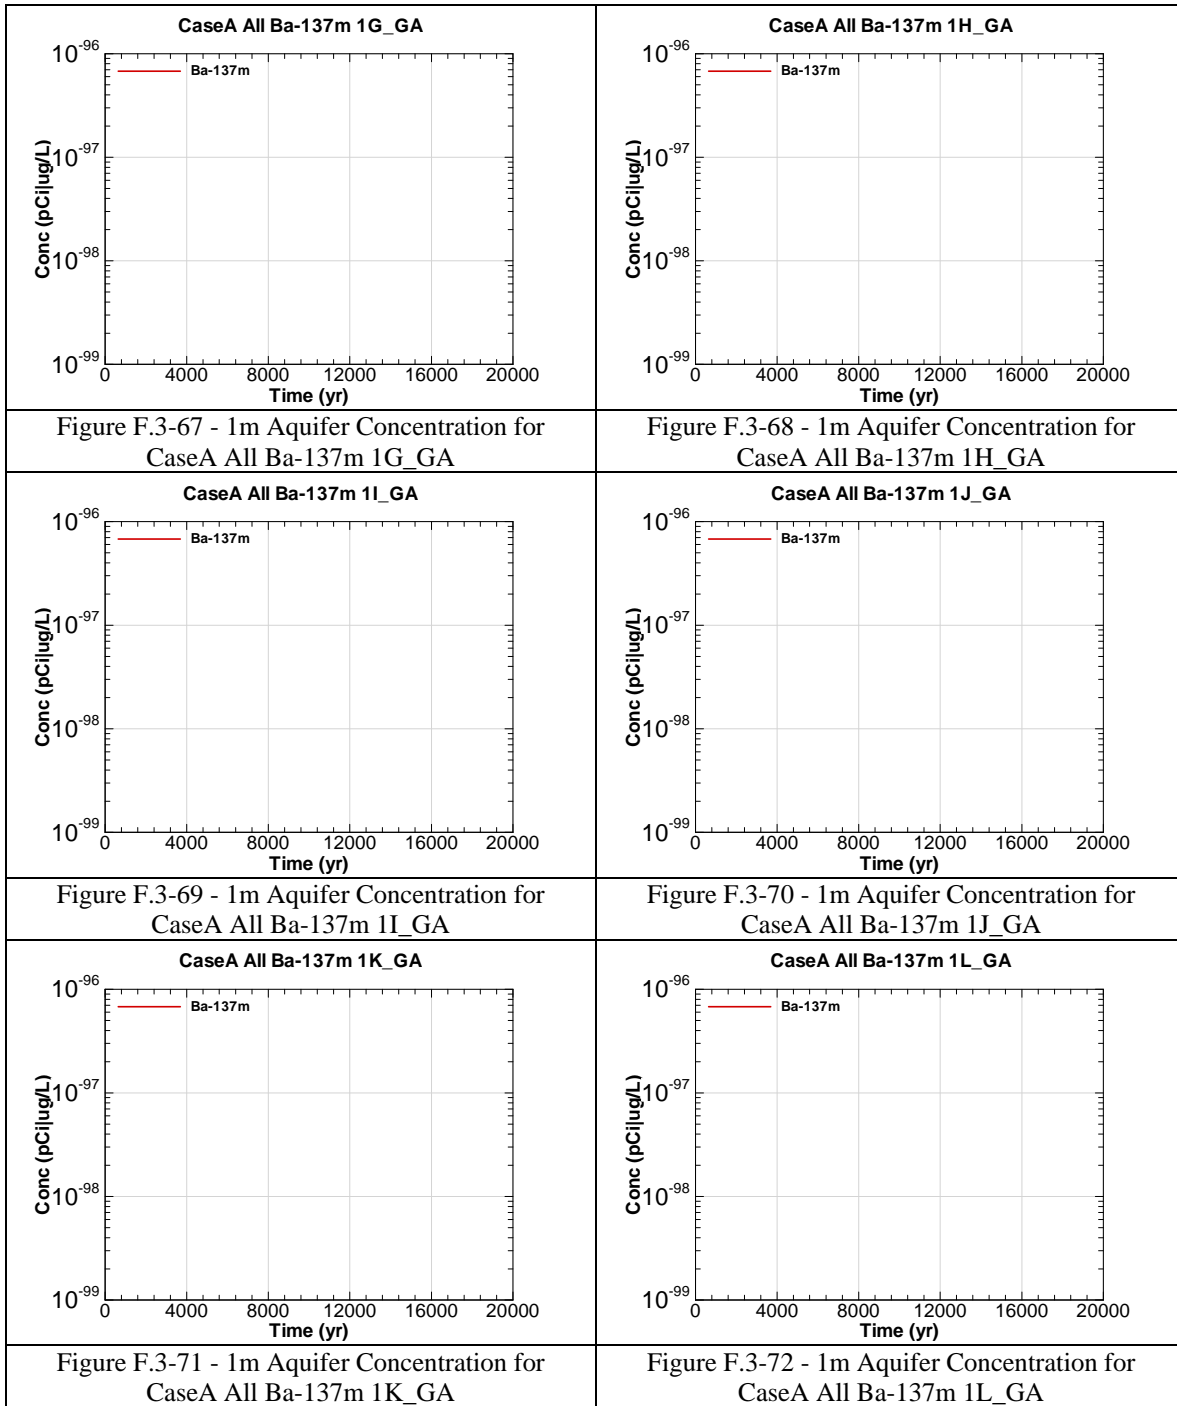 CaseA All Ba-137m 1G_GA
Ba-137m
Conc (pCi|ug/L)
10^-96
10^-97
10^-98
10^-99
0 4000 8000 12000 16000 20000
Time (yr)
Figure F.3-67 - 1m Aquifer Concentration for
CaseA All Ba-137m 1G_GA
CaseA All Ba-137m 1H_GA
Ba-137m
Conc (pCi|ug/L)
10^-96
10^-97
10^-98
10^-99
0 4000 8000 12000 16000 20000
Time (yr)
Figure F.3-68 - 1m Aquifer Concentration for
CaseA All Ba-137m 1H_GA
CaseA All Ba-137m 1I_GA
Ba-137m
Conc (pCi|ug/L)
10^-96
10^-97
10^-98
10^-99
0 4000 8000 12000 16000 20000
Time (yr)
Figure F.3-69 - 1m Aquifer Concentration for
CaseA All Ba-137m 1I_GA
CaseA All Ba-137m 1J_GA
Ba-137m
Conc (pCi|ug/L)
10^-96
10^-97
10^-98
10^-99
0 4000 8000 12000 16000 20000
Time (yr)
Figure F.3-70 - 1m Aquifer Concentration for
CaseA All Ba-137m 1J_GA
CaseA All Ba-137m 1K_GA
Ba-137m
Conc (pCi|ug/L)
10^-96
10^-97
10^-98
10^-99
0 4000 8000 12000 16000 20000
Time (yr)
Figure F.3-71 - 1m Aquifer Concentration for
CaseA All Ba-137m 1K_GA
CaseA All Ba-137m 1L_GA
Ba-137m
Conc (pCi|ug/L)
10^-96
10^-97
10^-98
10^-99
0 4000 8000 12000 16000 20000
Time (yr)
Figure F.3-72 - 1m Aquifer Concentration for
CaseA All Ba-137m 1L_GA